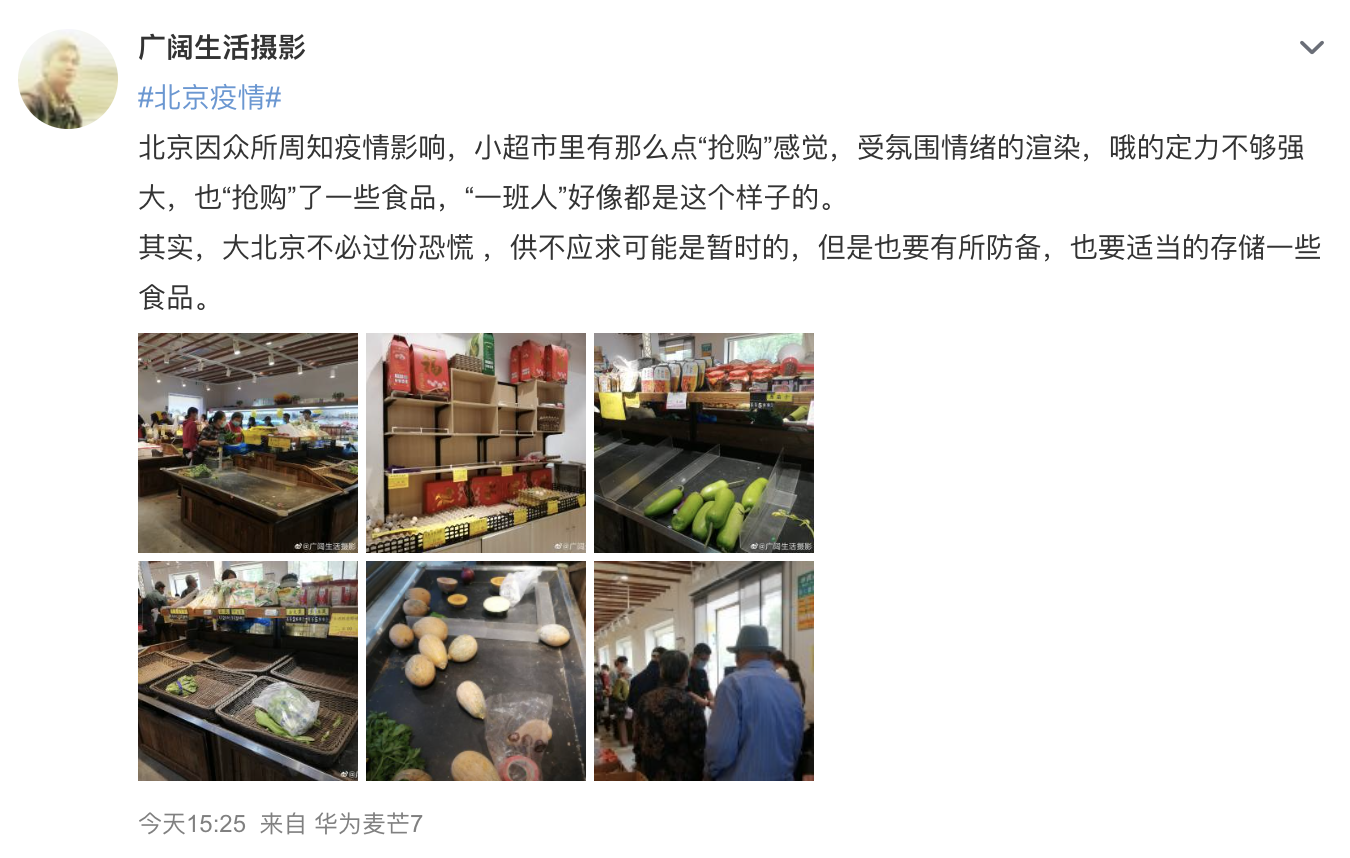 广阔生活摄影
#北京疫情#
北京因众所周知疫情影响，小超市里有那么点“抢购”感觉，受氛围情绪的渲染，哦的定力不够强
大，也“抢购”了一些食品，“一班人”好像都是这个样子的。
其实，大北京不必过份恐慌 ，供不应求可能是暂时的，但是也要有所防备，也要适当的存储一些
食品。
福
@广阔生活摄影
@广阔
@广阔生活摄影
@广
今天15:25 来自 华为麦芒7